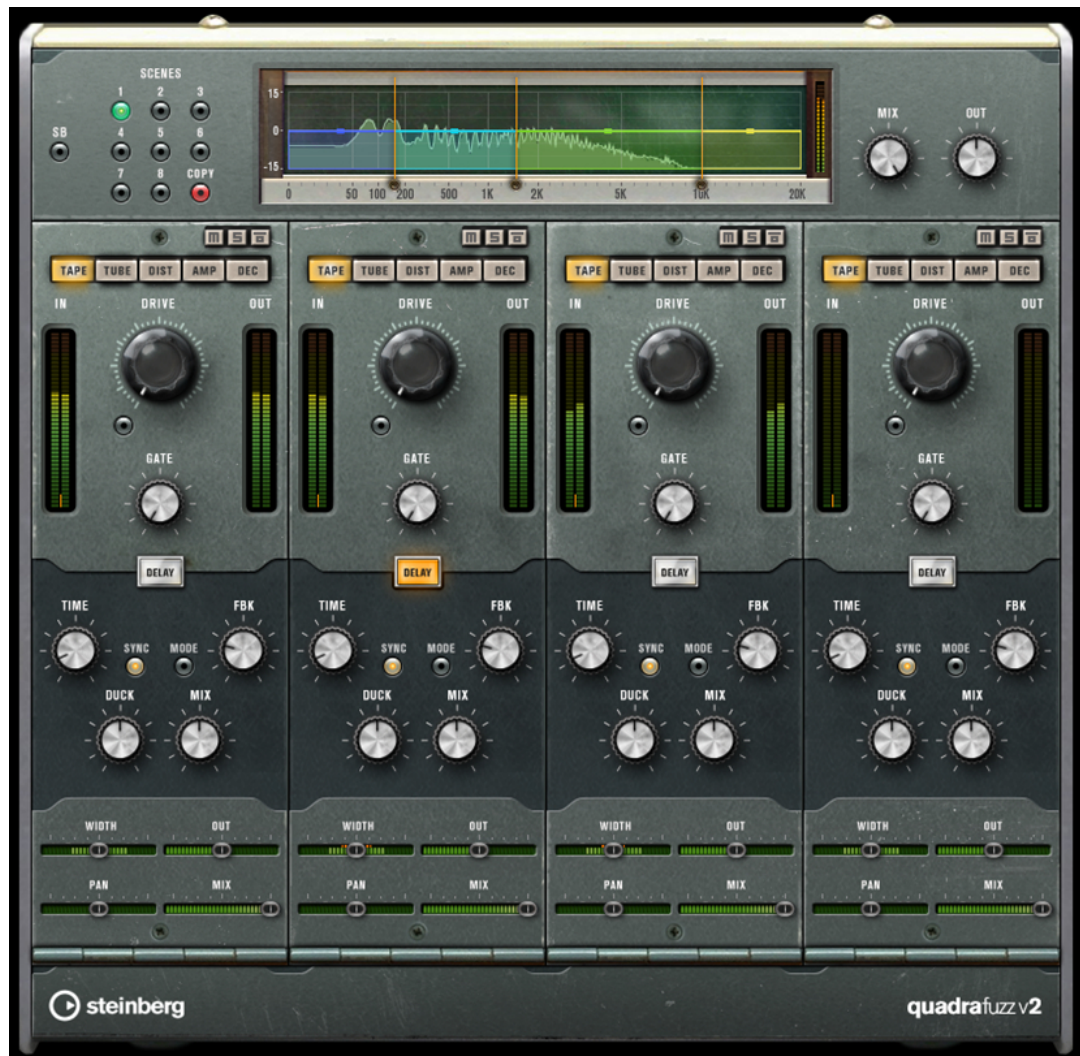 SCENES
1 2 3
SB 4 5 6
7 8 COPY
15
0
-15
0 50 100 200 500 1K 2K 5K 10K 20K
MIX OUT
M S M S M S M S
TAPE TUBE DIST AMP DEC TAPE TUBE DIST AMP DEC TAPE TUBE DIST AMP DEC TAPE TUBE DIST AMP DEC
IN DRIVE OUT IN DRIVE OUT IN DRIVE OUT IN DRIVE OUT
GATE GATE GATE GATE
DELAY DELAY DELAY DELAY
TIME FBK TIME FBK TIME FBK TIME FBK
SYNC MODE SYNC MODE SYNC MODE SYNC MODE
DUCK MIX DUCK MIX DUCK MIX DUCK MIX
WIDTH OUT WIDTH OUT WIDTH OUT WIDTH OUT
PAN MIX PAN MIX PAN MIX PAN MIX
steinberg quadrafuzz v2